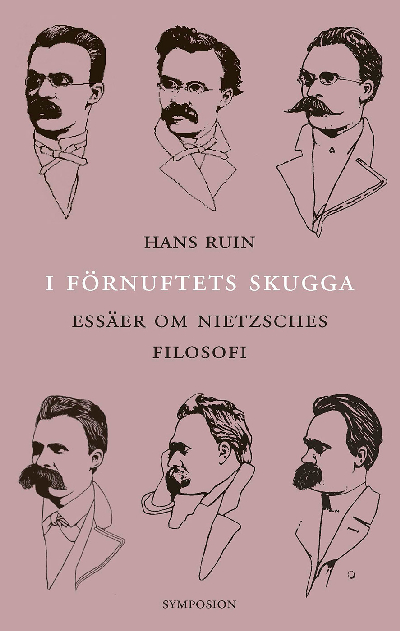 HANS RUIN
I FÖRNUFTETS SKUGGA
ESSÄER OM NIETZSCHES
FILOSOFI
SYMPOSION